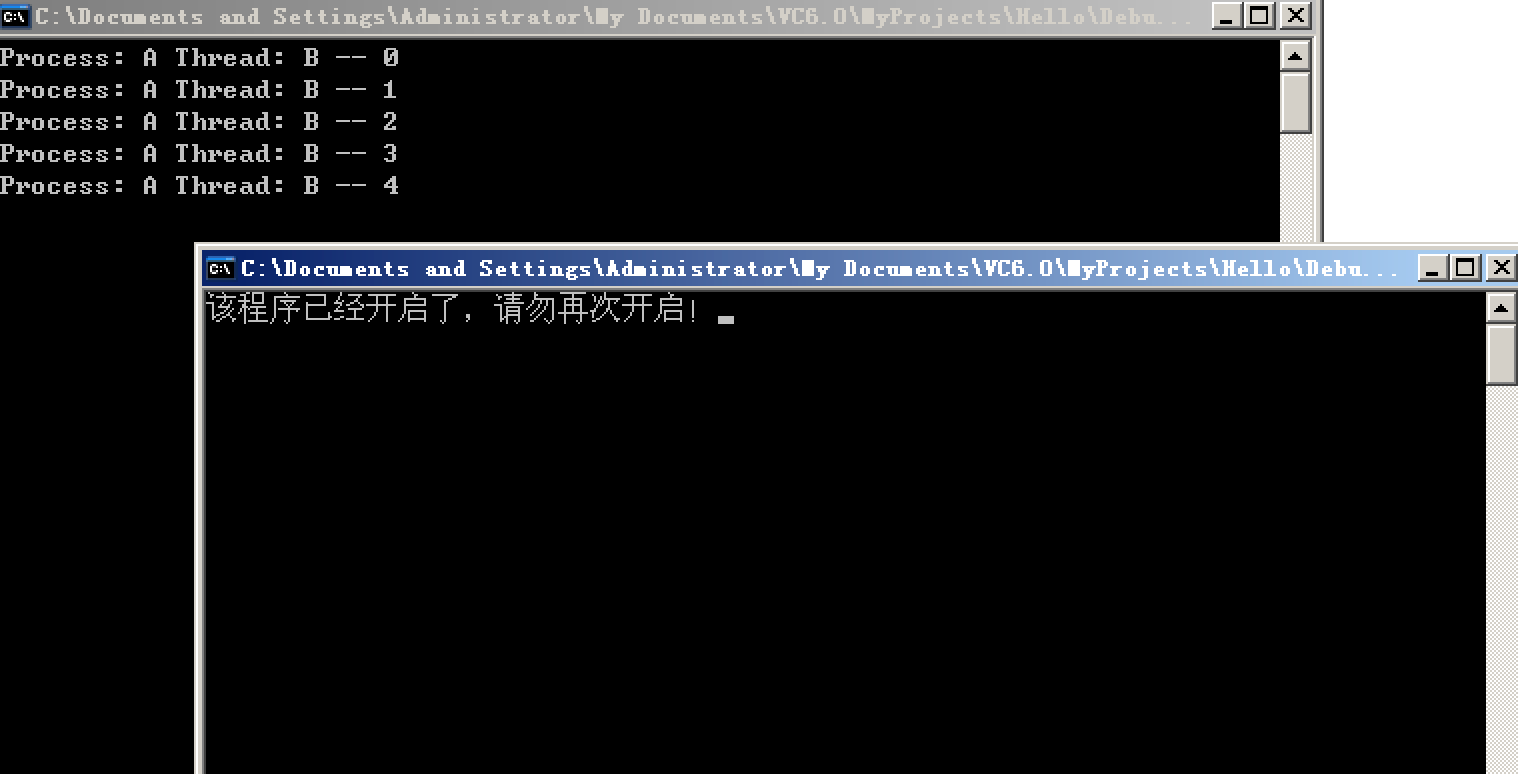 C:\Documents and Settings\Administrator\My Documents\VC6.0\MyProjects\Hello\Debu...
Process: A Thread: B -- 0
Process: A Thread: B -- 1
Process: A Thread: B -- 2
Process: A Thread: B -- 3
Process: A Thread: B -- 4
C:\Documents and Settings\Administrator\My Documents\VC6.0\MyProjects\Hello\Debu...
该程序已经开启了，请勿再次开启！